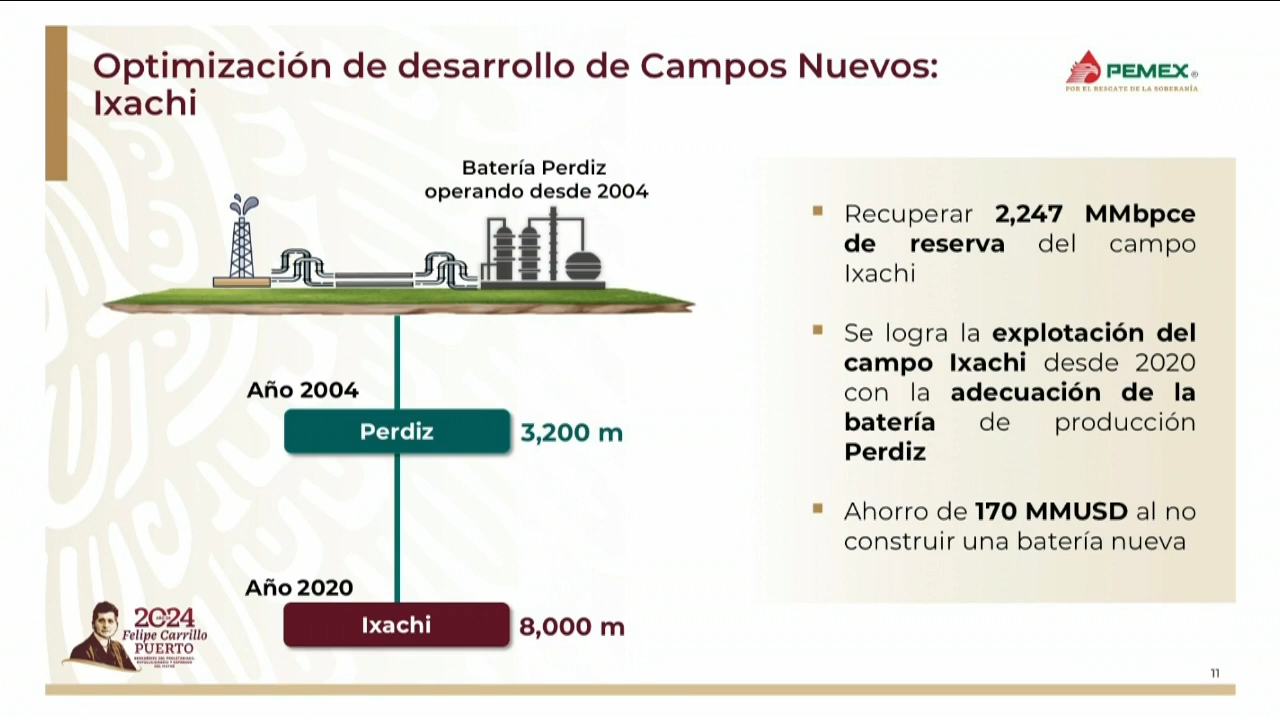 Optimización de desarrollo de Campos Nuevos:
Ixachi
PEMEX®
POR EL RESCATE DE LA SOBERANÍA
Batería Perdiz
operando desde 2004
Año 2004
Perdiz
3,200 m
Año 2020
Ixachi
8,000 m
Recuperar 2,247 MMbpce
de reserva del campo
Ixachi
Se logra la explotación del
campo Ixachi desde 2020
con la adecuación de la
batería de producción
Perdiz
Ahorro de 170 MMUSD al no
construir una batería nueva
2024
Felipe Carrillo
PUERTO
11